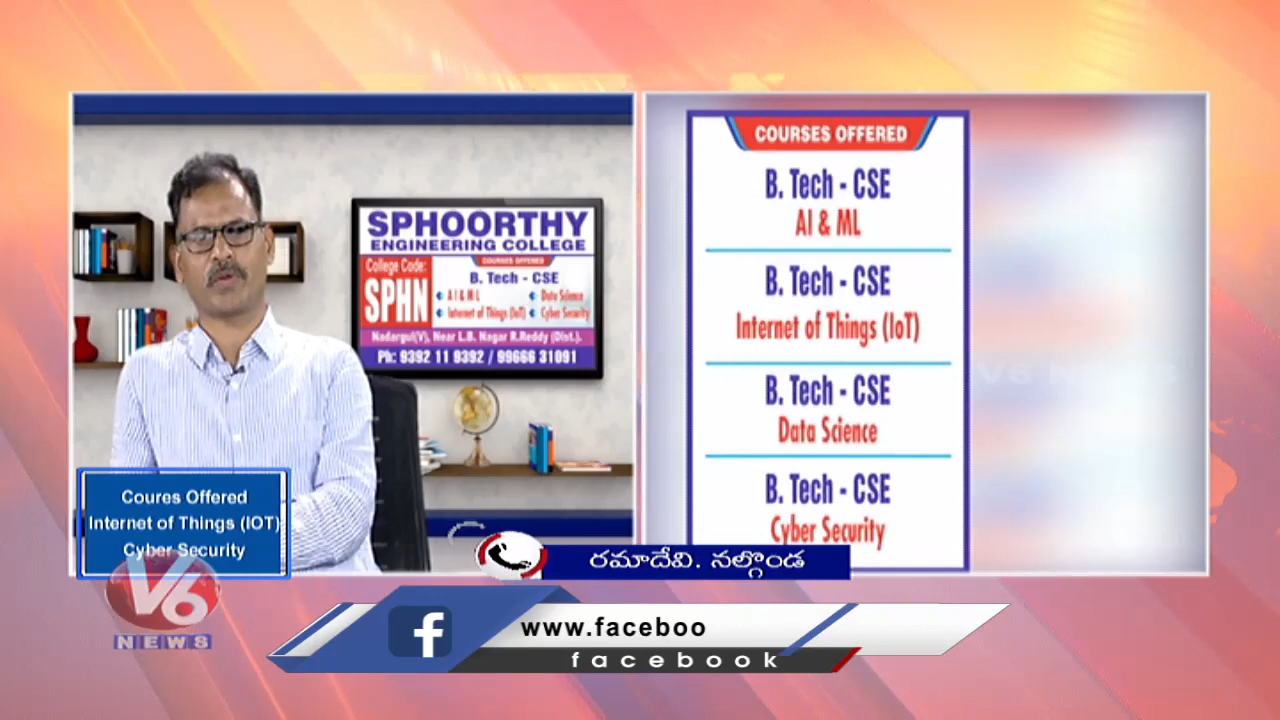 SPHOORTHY
ENGINEERING COLLEGE
COURSES OFFERED
College Code:
SPHN
B. Tech - CSE
AI & ML
Data Science
Internet of Things (IoT)
Cyber Security
Nadargul(V), Near L.B. Nagar R.Reddy (Dist.).
Ph: 9392 11 9392 / 99666 31091
COURSES OFFERED
B. Tech - CSE
AI & ML
B. Tech - CSE
Internet of Things (IoT)
B. Tech - CSE
Data Science
B. Tech - CSE
Cyber Security
V6 NEWS
Coures Offered
Internet of Things (IOT)
Cyber Security
V6
NEWS
రమాదేవి. నల్గొండ
f
www.faceboo
facebook